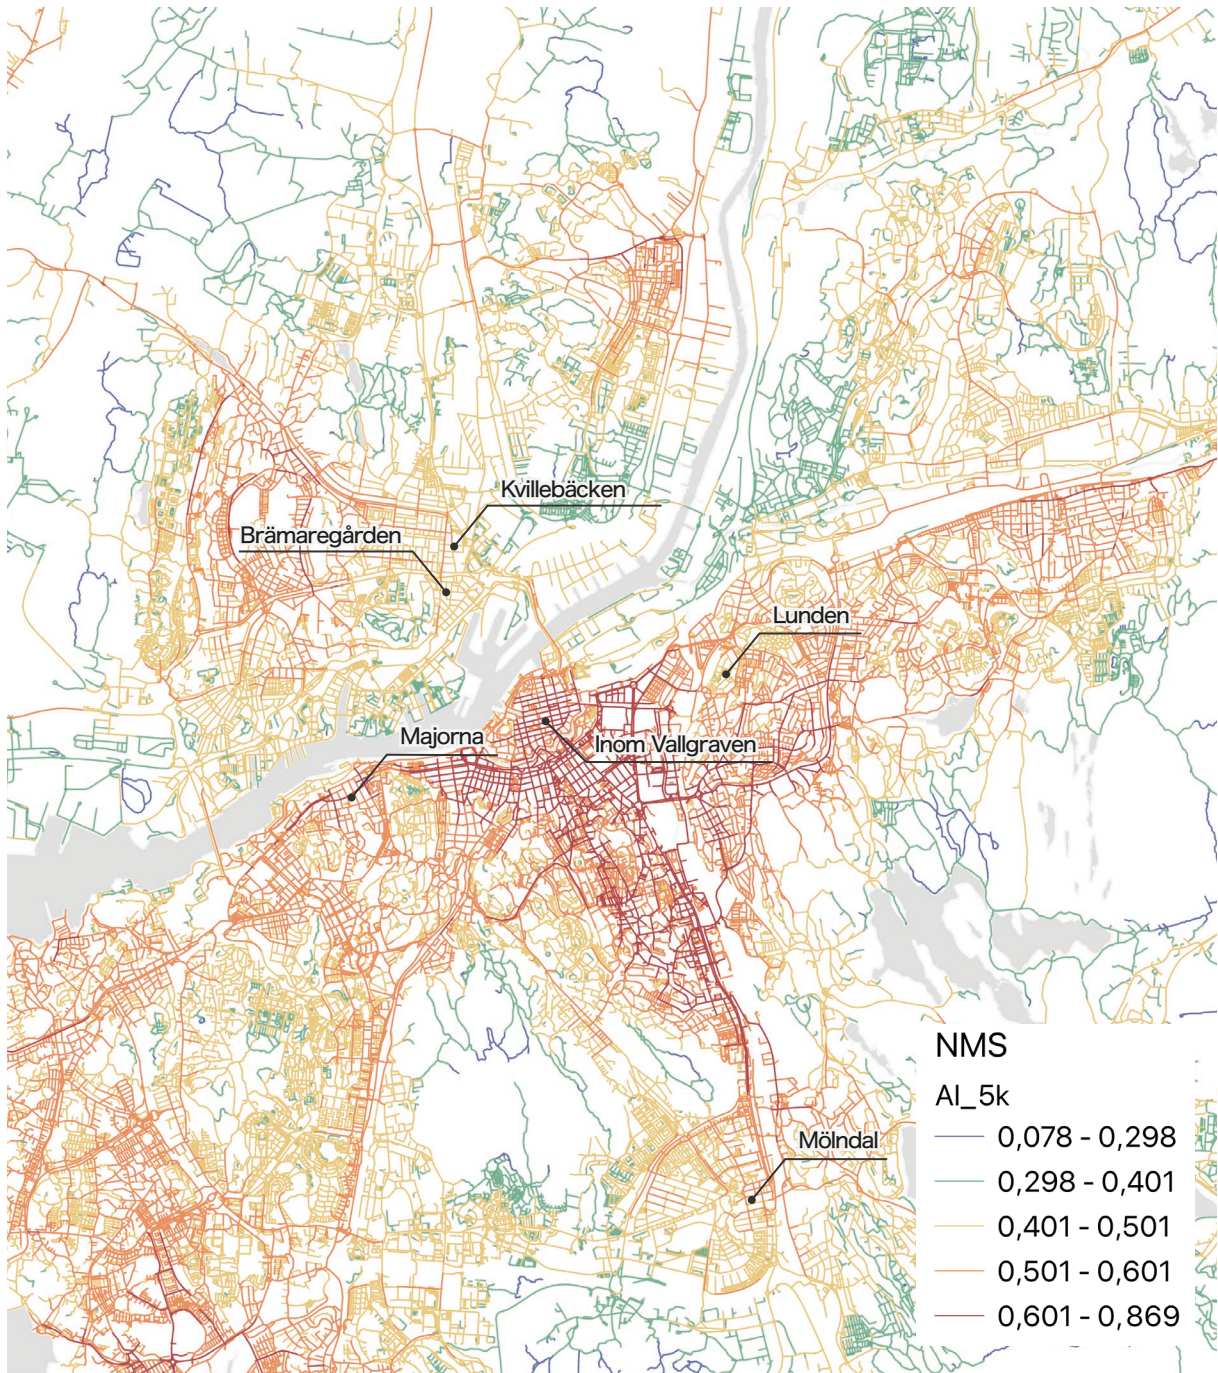 Kvillebäcken
Brämaregården
Lunden
Majorna
Inom Vallgraven
NMS
AI_5k
0,078 - 0,298
0,298 - 0,401
0,401 - 0,501
0,501 - 0,601
0,601 - 0,869
Mölndal